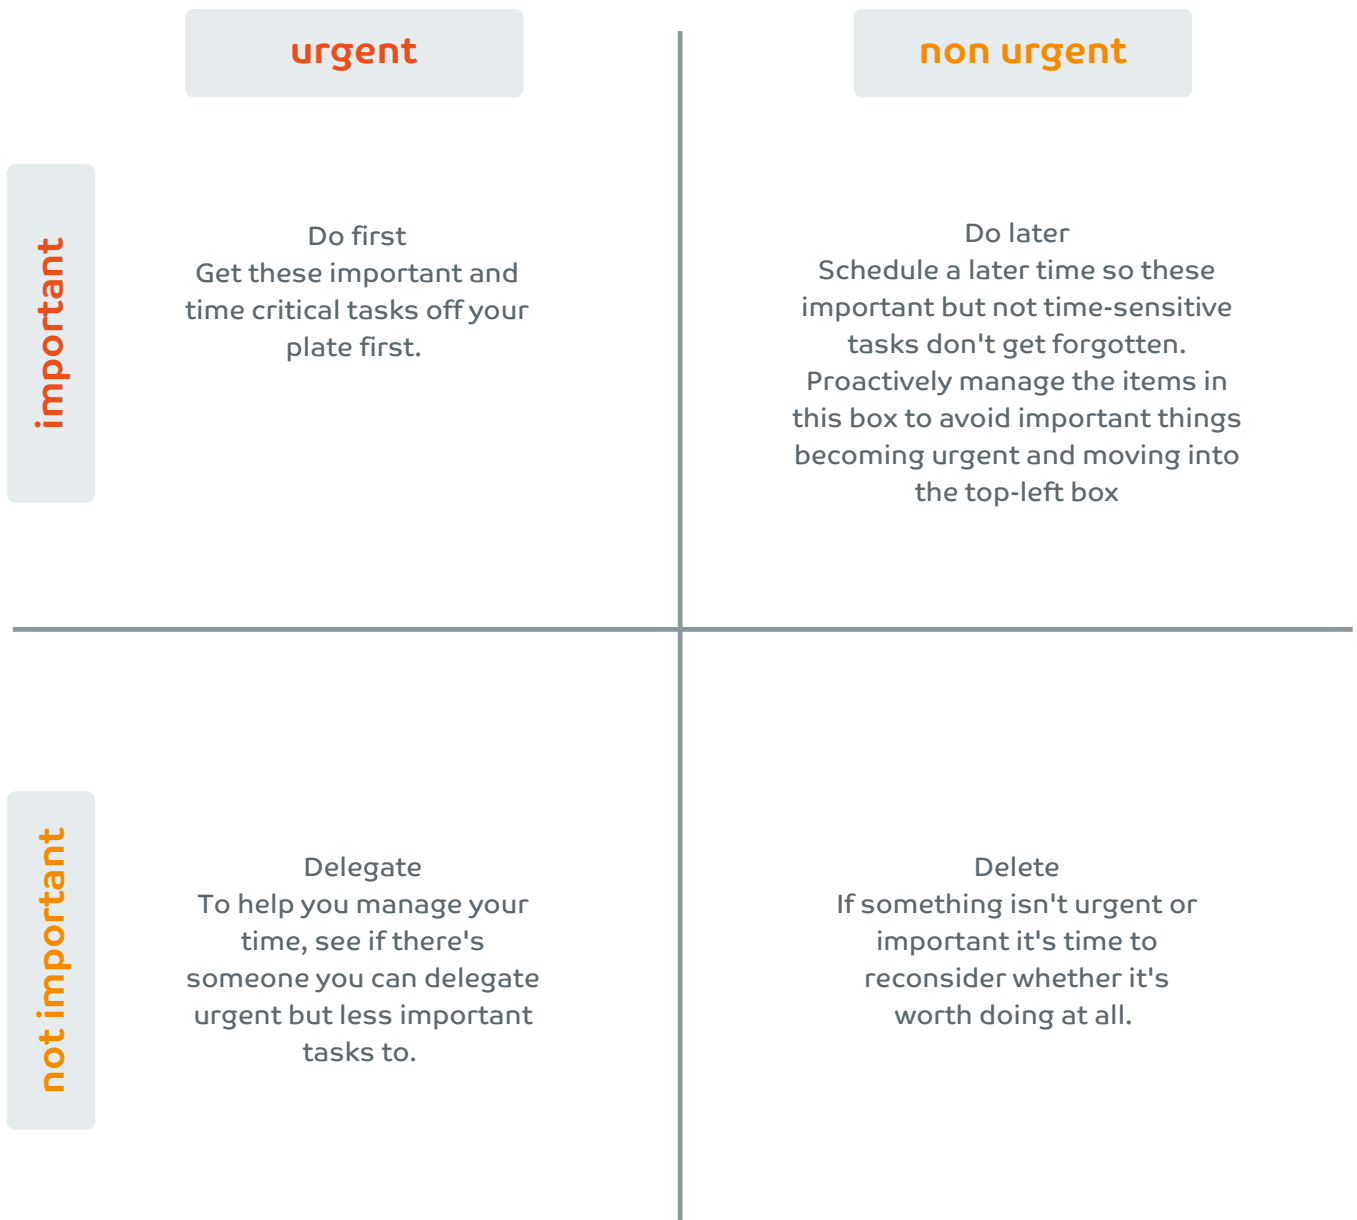 urgent
non urgent
important
Do first
Get these important and
time critical tasks off your
plate first.
Do later
Schedule a later time so these
important but not time-sensitive
tasks don't get forgotten.
Proactively manage the items in
this box to avoid important things
becoming urgent and moving into
the top-left box
not important
Delegate
To help you manage your
time, see if there's
someone you can delegate
urgent but less important
tasks to.
Delete
If something isn't urgent or
important it's time to
reconsider whether it's
worth doing at all.